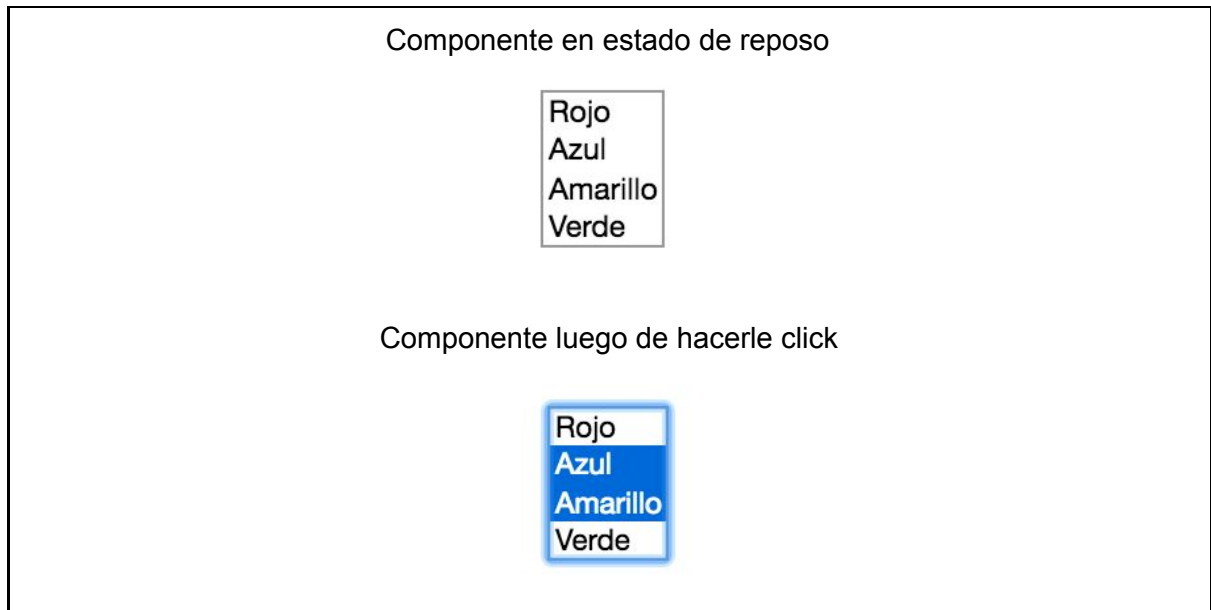 Componente en estado de reposo
Rojo
Azul
Amarillo
Verde
Componente luego de hacerle click
Rojo
Azul
Amarillo
Verde